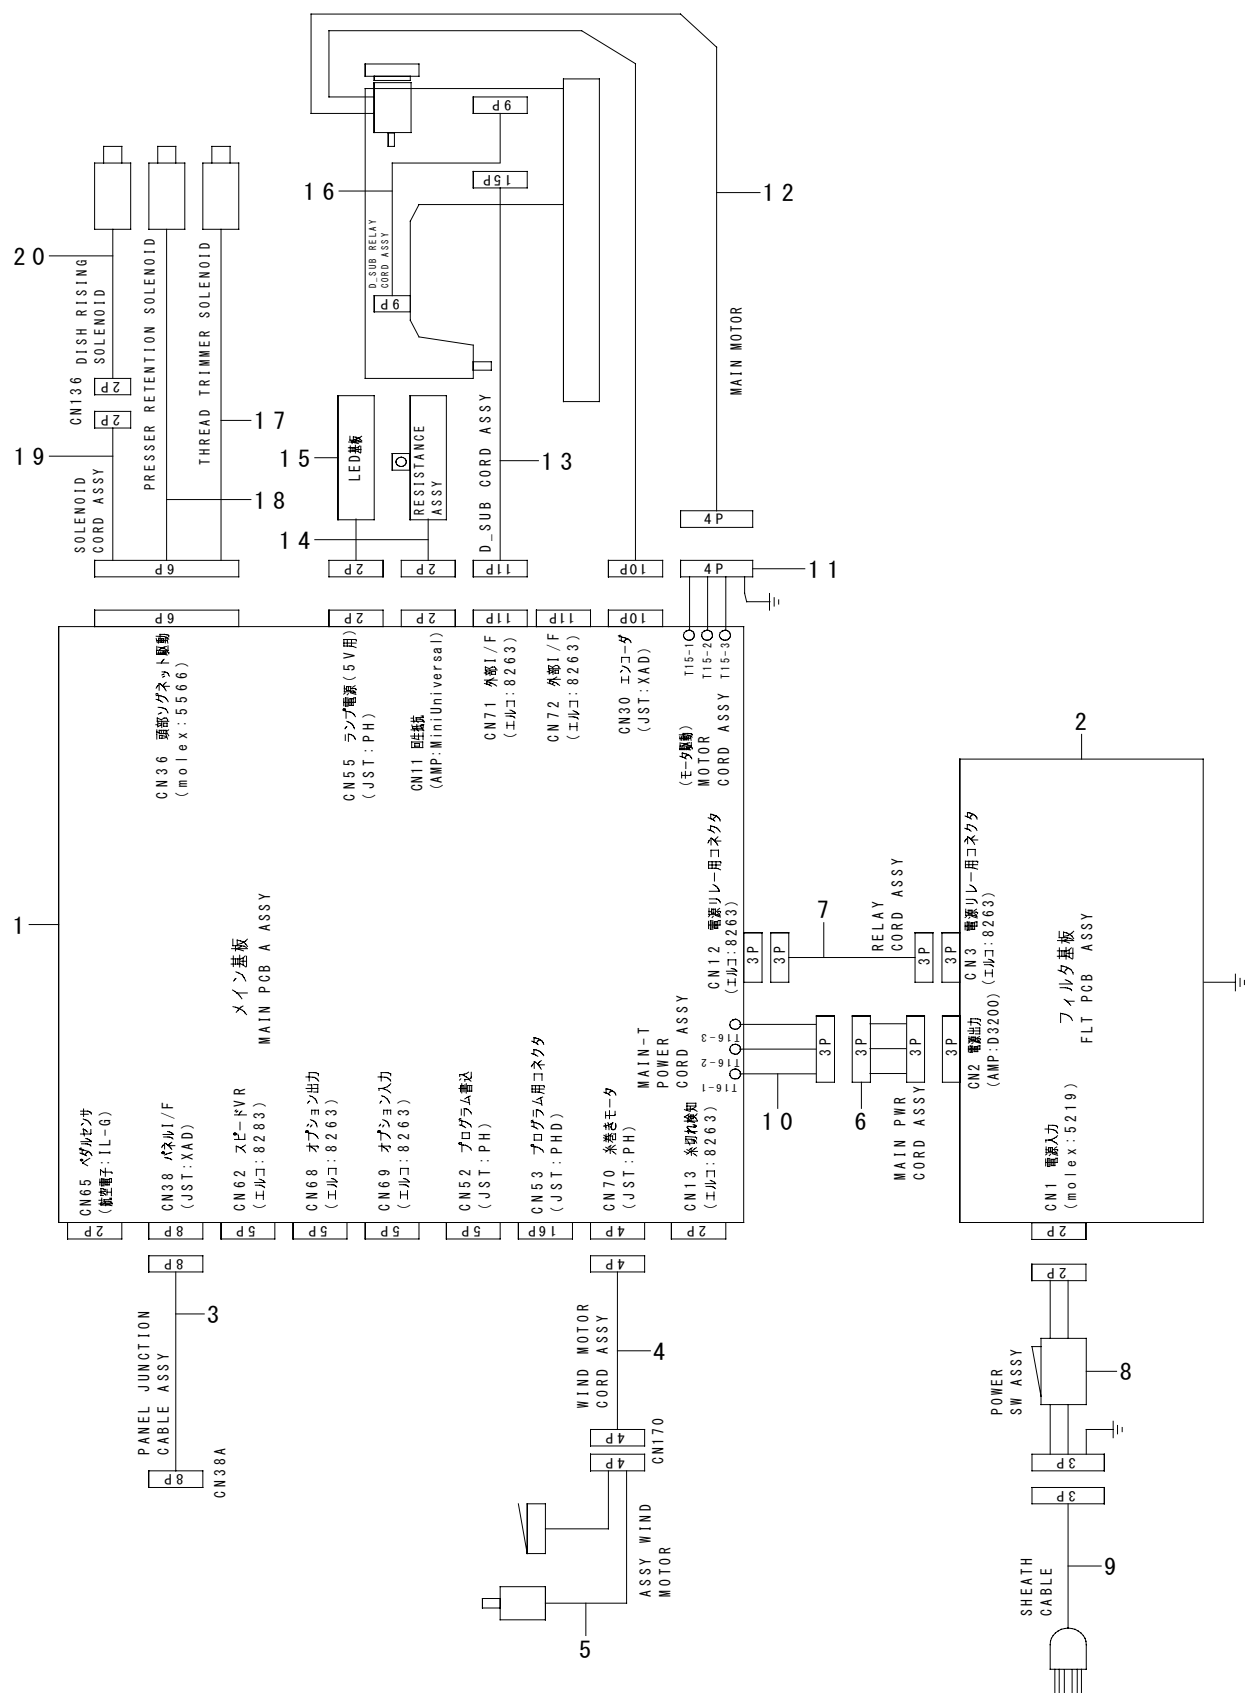 20
CN136 DISH RISING
SOLENOID
2P
2P
19
SOLENOID
CORD ASSY
PRESSER RETENTION SOLENOID
18
THREAD TRIMMER SOLENOID
17
6P
6P
16
D_SUB RELAY
CORD ASSY
9P
9P
15P
15
LED基板
RESISTANCE
ASSY
14
2P
2P
2P
2P
D_SUB CORD ASSY
13
11P
11P
11P
10P
10P
12
MAIN MOTOR
4P
4P
11
T15-1
T15-2
T15-3
CN36 頭部ソグネット駆動
(molex:5566)
CN55 ランプ電源(5V用)
(JST:PH)
CN11 回生抵抗
(AMP:MiniUniversal)
CN71 外部I/F
(エルコ:8263)
CN72 外部I/F
(エルコ:8263)
CN30 エンコーダ
(JST:XAD)
(モータ駆動)
MOTOR
CORD ASSY
1
メイン基板
MAIN PCB A ASSY
CN12 電源リレー用コネクタ
(エルコ:8263)
3P
3P
7
RELAY
CORD ASSY
3P
3P
2
CN3 電源リレー用コネクタ
(エルコ:8263)
フィルタ基板
FLT PCB ASSY
CN2 電源出力
(AMP:D3200)
CN1 電源入力
(molex:5219)
MAIN-T
POWER
CORD ASSY
T16-3
T16-2
T16-1
10
3P
3P
6
3P
3P
MAIN PWR
CORD ASSY
CN65 ペダルセンサ
(航空電子:IL-G)
CN38 パネルI/F
(JST:XAD)
CN62 スピードVR
(エルコ:8283)
CN68 オプション出力
(エルコ:8263)
CN69 オプション入力
(エルコ:8263)
CN52 プログラム書込
(JST:PH)
CN53 プログラム用コネクタ
(JST:PHD)
CN70 糸巻きモータ
(JST:PH)
CN13 糸切れ検知
(エルコ:8263)
2P
8P
5P
5P
5P
5P
16P
4P
2P
2P
8P
3
PANEL JUNCTION
CABLE ASSY
8P
CN38A
4P
WIND MOTOR
CORD ASSY
4
4P
CN170
4P
ASSY WIND
MOTOR
5
2P
POWER
SW ASSY
8
3P
3P
SHEATH
CABLE
9